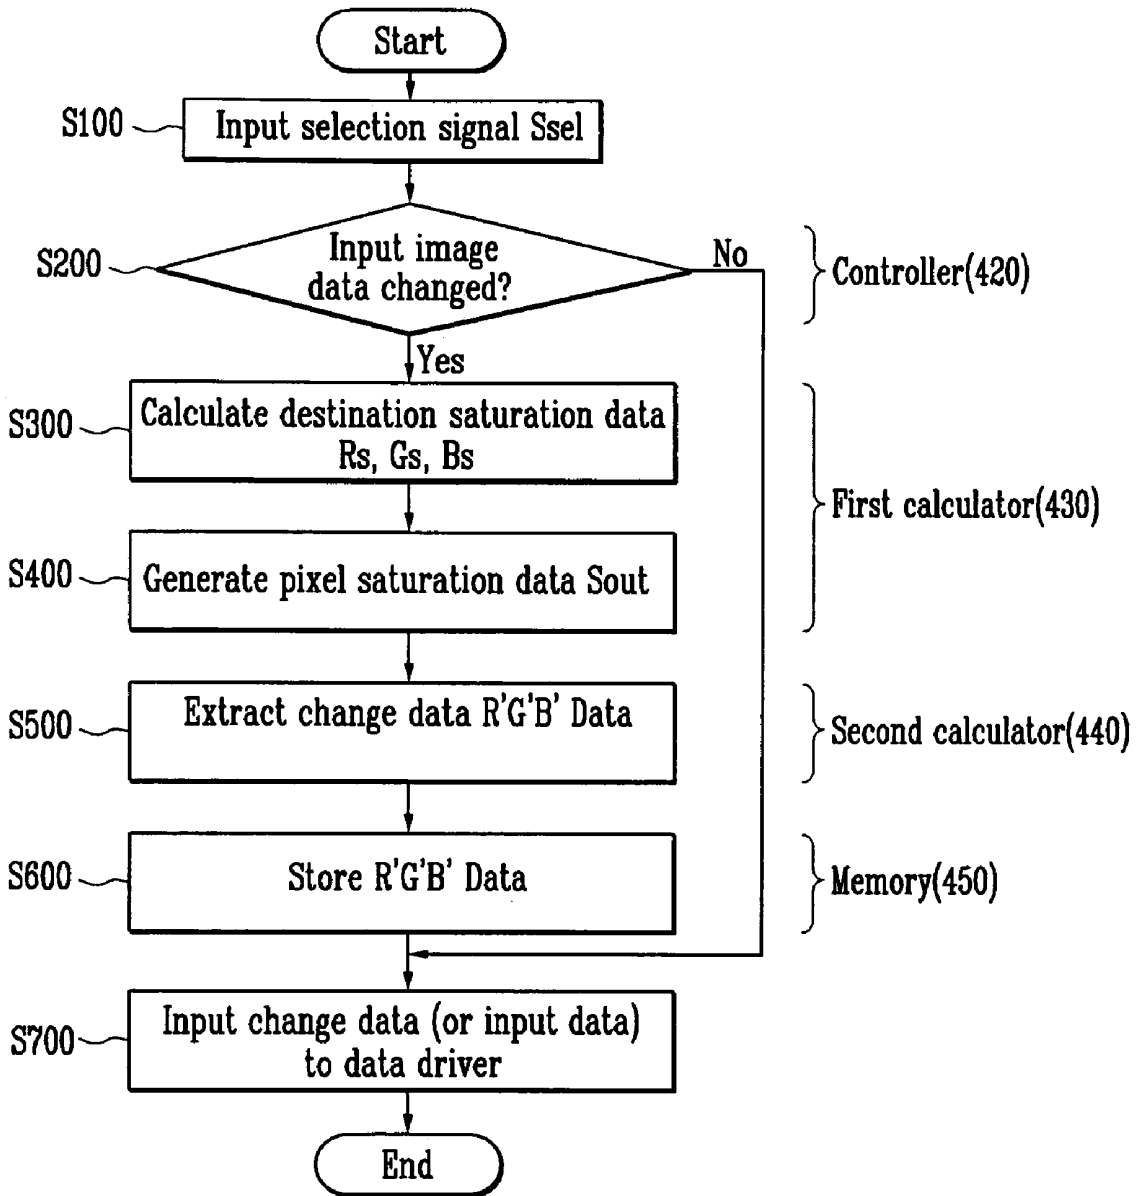 Start
S100
Input selection signal Ssel
S200
Input image
data changed?
No
Controller(420)
Yes
S300
Calculate destination saturation data
Rs, Gs, Bs
First calculator(430)
S400
Generate pixel saturation data Sout
S500
Extract change data R'G'B' Data
Second calculator(440)
S600
Store R'G'B' Data
Memory(450)
S700
Input change data (or input data)
to data driver
End